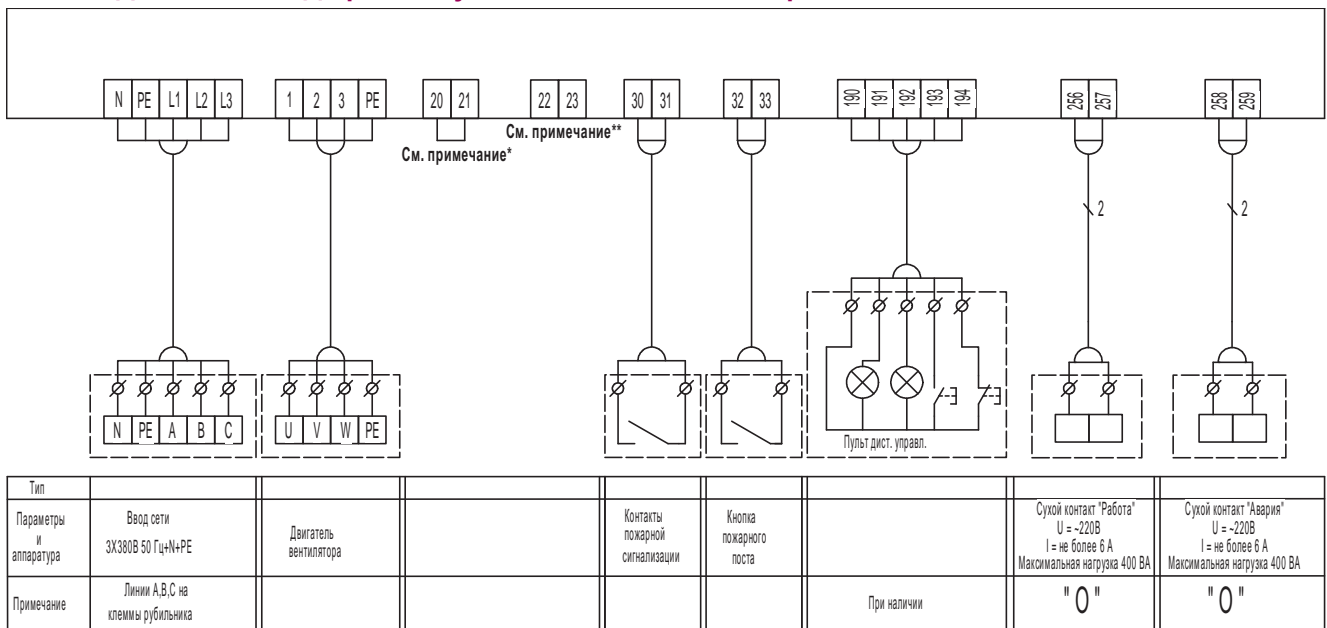 N PE L1 L2 L3
1 2 3 PE
20 21
22 23
30 31
32 33
190 191 192 193 194
256 257
258 259
См. примечание*
См. примечание**
2
2
N PE A B C
U V W PE
Пульт дист. управл.
Тип
Параметры
и
аппаратура
Ввод сети
3Х380В 50 Гц+N+PE
Двигатель
вентилятора
Контакты
пожарной
сигнализации
Кнопка
пожарного
поста
Сухой контакт "Работа"
U = ~220В
I = не более 6 А
Максимальная нагрузка 400 ВА
Сухой контакт "Авария"
U = ~220В
I = не более 6 А
Максимальная нагрузка 400 ВА
Примечание
Линии А,В,С на
клеммы рубильника
При наличии
" О "
" О "